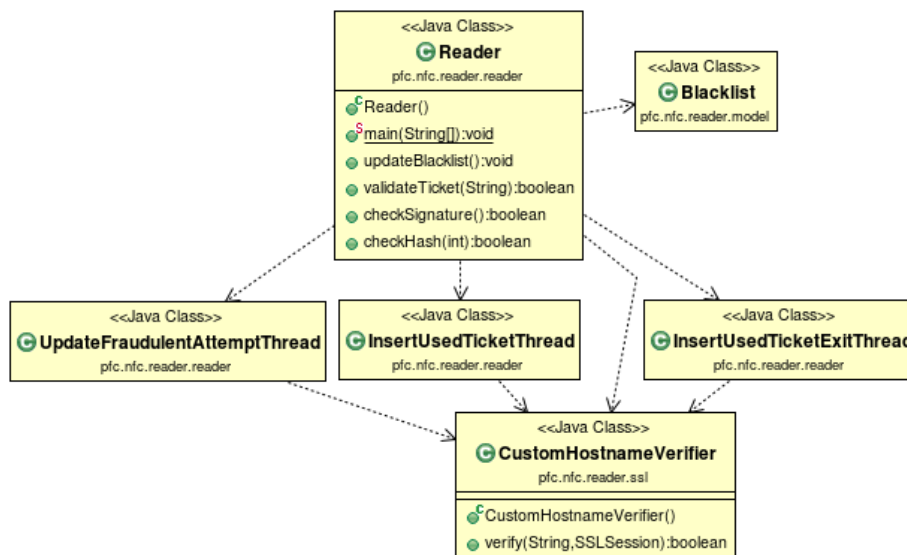 <<Java Class>>
Reader
pfc.nfc.reader.reader
Reader()
main(String[]):void
updateBlacklist():void
validateTicket(String):boolean
checkSignature():boolean
checkHash(int):boolean
<<Java Class>>
Blacklist
pfc.nfc.reader.model
<<Java Class>>
UpdateFraudulentAttemptThread
pfc.nfc.reader.reader
<<Java Class>>
InsertUsedTicketThread
pfc.nfc.reader.reader
<<Java Class>>
InsertUsedTicketExitThread
pfc.nfc.reader.reader
<<Java Class>>
CustomHostnameVerifier
pfc.nfc.reader.ssl
CustomHostnameVerifier()
verify(String,SSLSession):boolean